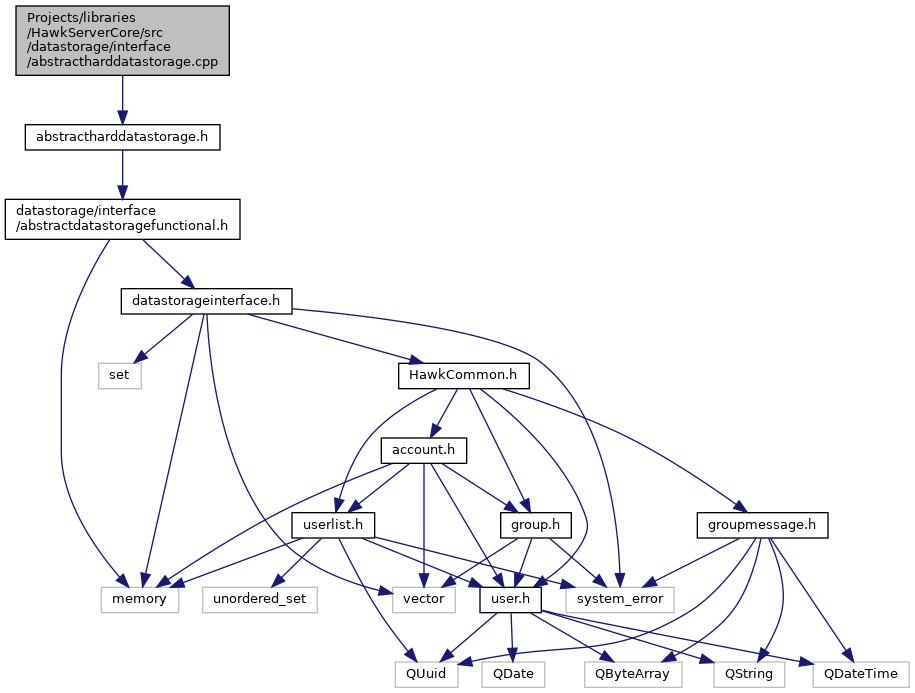 Projects/libraries
/HawkServerCore/src
/datastorage/interface
/abstractharddatastorage.cpp
abstractharddatastorage.h
datastorage/interface
/abstractdatastoragefunctional.h
datastorageinterface.h
set
HawkCommon.h
account.h
userlist.h
group.h
groupmessage.h
memory
unordered_set
vector
user.h
system_error
QUuid
QDate
QByteArray
QString
QDateTime